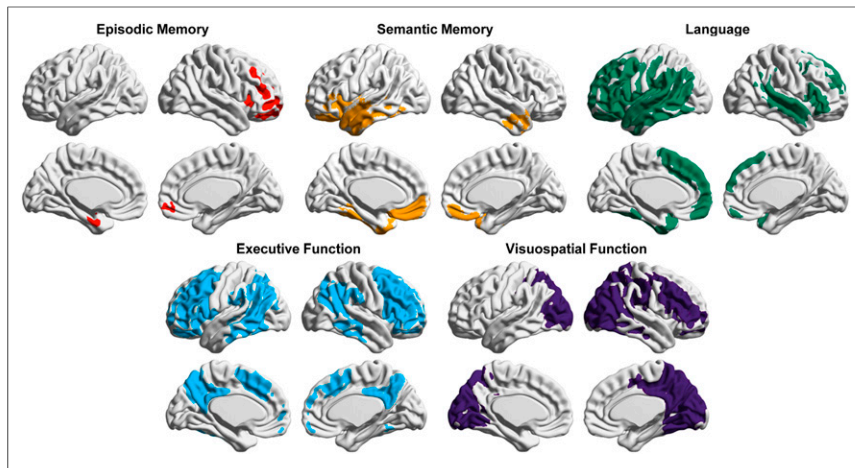 Episodic Memory
Semantic Memory
Language
Executive Function
Visuospatial Function